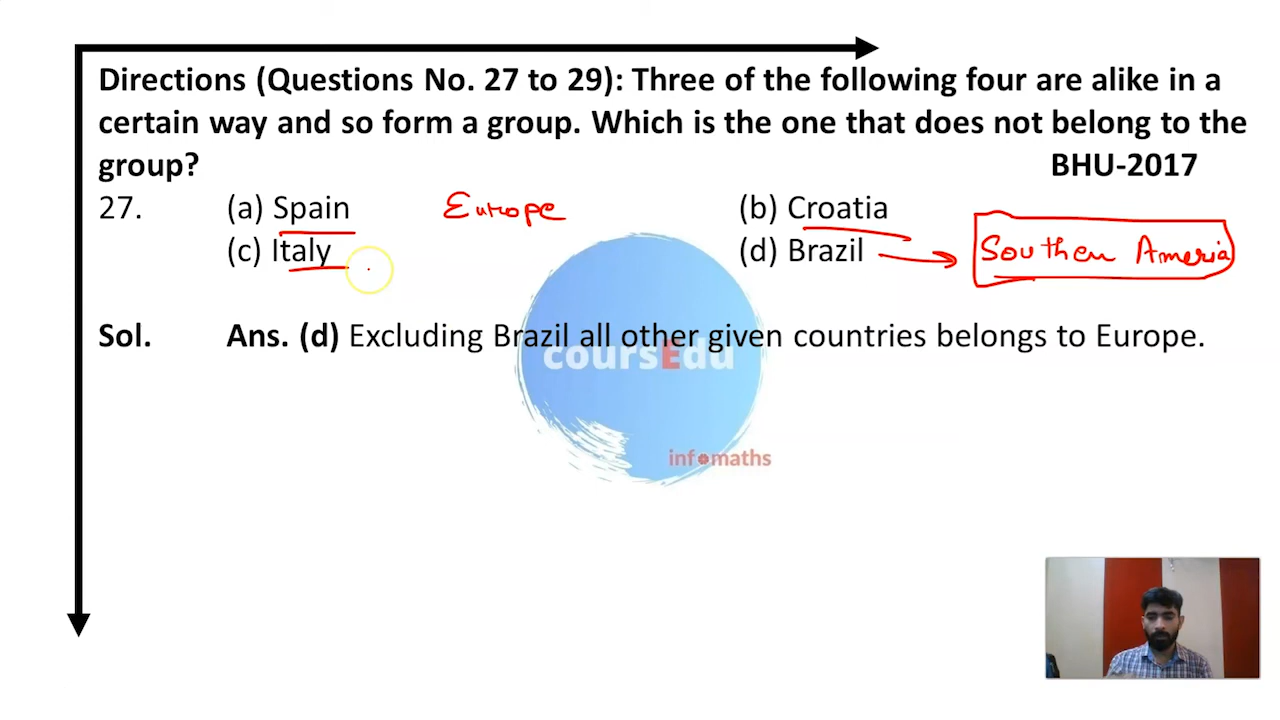 Directions (Questions No. 27 to 29): Three of the following four are alike in a
certain way and so form a group. Which is the one that does not belong to the
group? BHU-2017
27. (a) Spain Europe (b) Croatia
(c) Italy (d) Brazil Southern Ameria
Sol. Ans. (d) Excluding Brazil all other given countries belongs to Europe.
coursEdu
infomaths